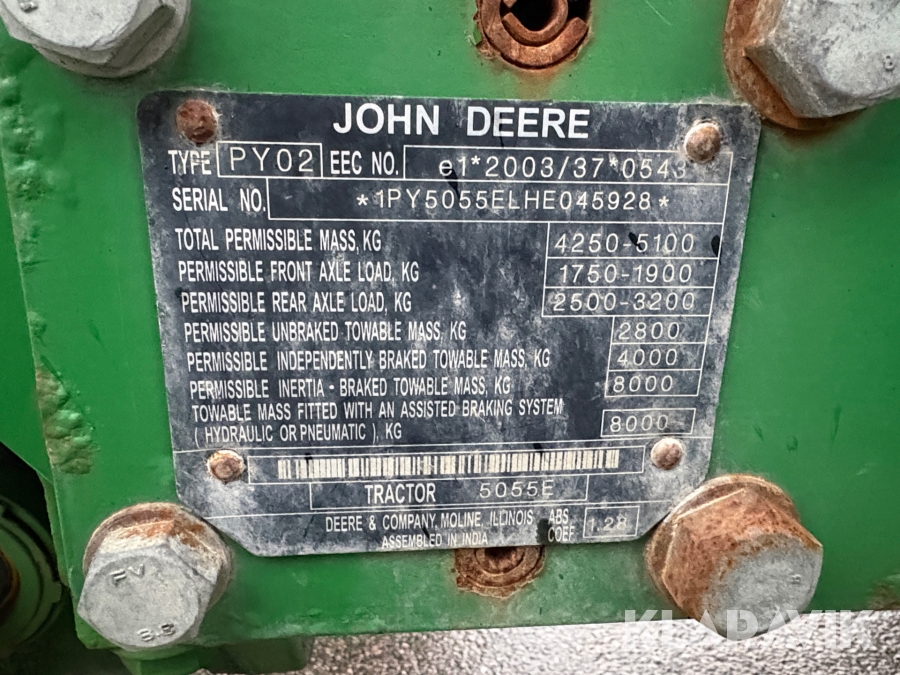 JOHN DEERE
TYPE PY02 EEC NO. e1*2003/37*0543
SERIAL NO. *1PY5055ELHE045928*
TOTAL PERMISSIBLE MASS, KG 4250-5100
PERMISSIBLE FRONT AXLE LOAD, KG 1750-1900
PERMISSIBLE REAR AXLE LOAD, KG 2500-3200
PERMISSIBLE UNBRAKED TOWABLE MASS, KG 2800
PERMISSIBLE INDEPENDENTLY BRAKED TOWABLE MASS, KG 4000
PERMISSIBLE INERTIA - BRAKED TOWABLE MASS, KG 8000
TOWABLE MASS FITTED WITH AN ASSISTED BRAKING SYSTEM
( HYDRAULIC OR PNEUMATIC ), KG 8000
TRACTOR 5055E
DEERE & COMPANY, MOLINE, ILLINOIS ABS. 1.28
ASSEMBLED IN INDIA COEF
FV
8.8
KLARAVIK